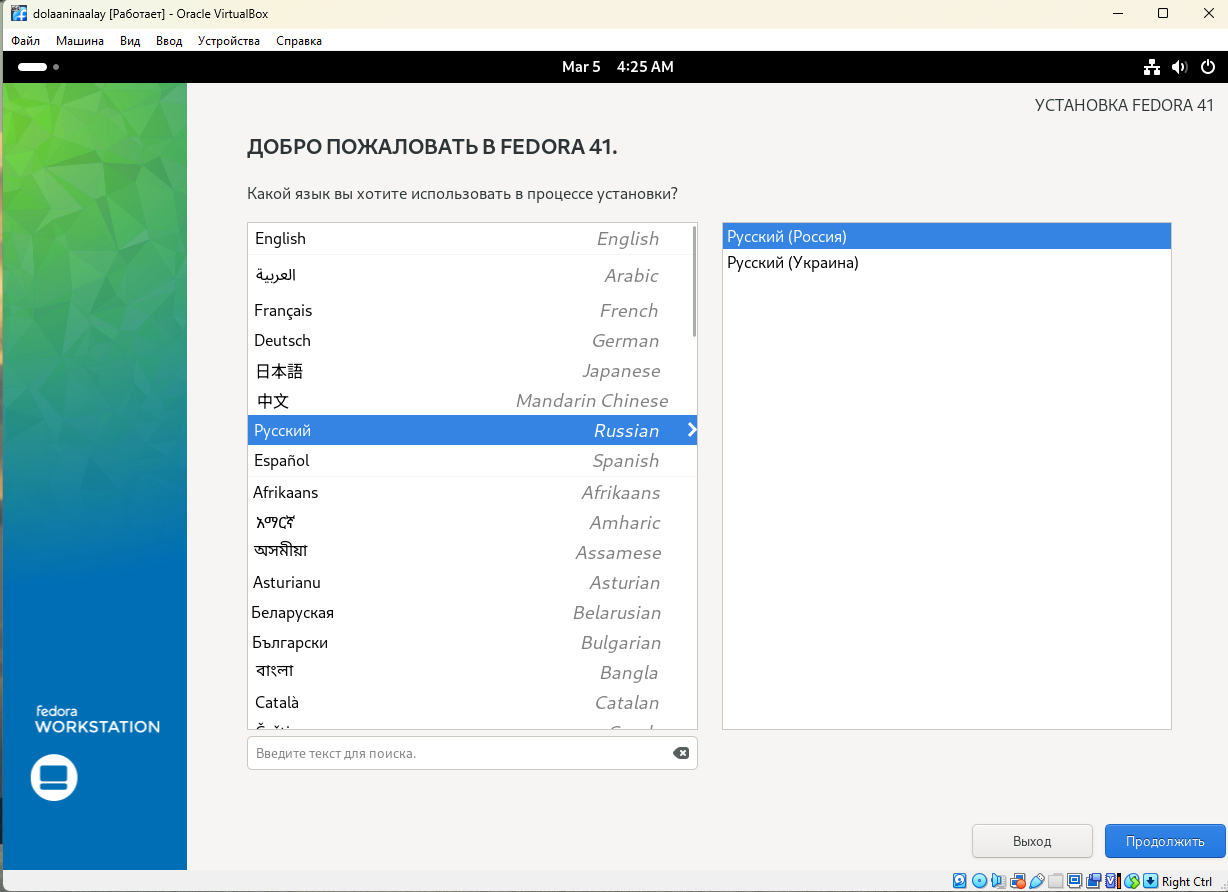 dolaaninaalay [Работает] - Oracle VirtualBox
Файл Машина Вид Ввод Устройства Справка
Mar 5 4:25 AM
УСТАНОВКА FEDORA 41
ДОБРО ПОЖАЛОВАТЬ В FEDORA 41.
Какой язык вы хотите использовать в процессе установки?
English English
العربية Arabic
Français French
Deutsch German
日本語 Japanese
中文 Mandarin Chinese
Русский Russian
Español Spanish
Afrikaans Afrikaans
አማርኛ Amharic
অসমীয়া Assamese
Asturianu Asturian
Беларуская Belarusian
Български Bulgarian
বাংলা Bangla
Català Catalan
Русский (Россия)
Русский (Украина)
Введите текст для поиска.
fedora
WORKSTATION
Выход Продолжить
Right Ctrl